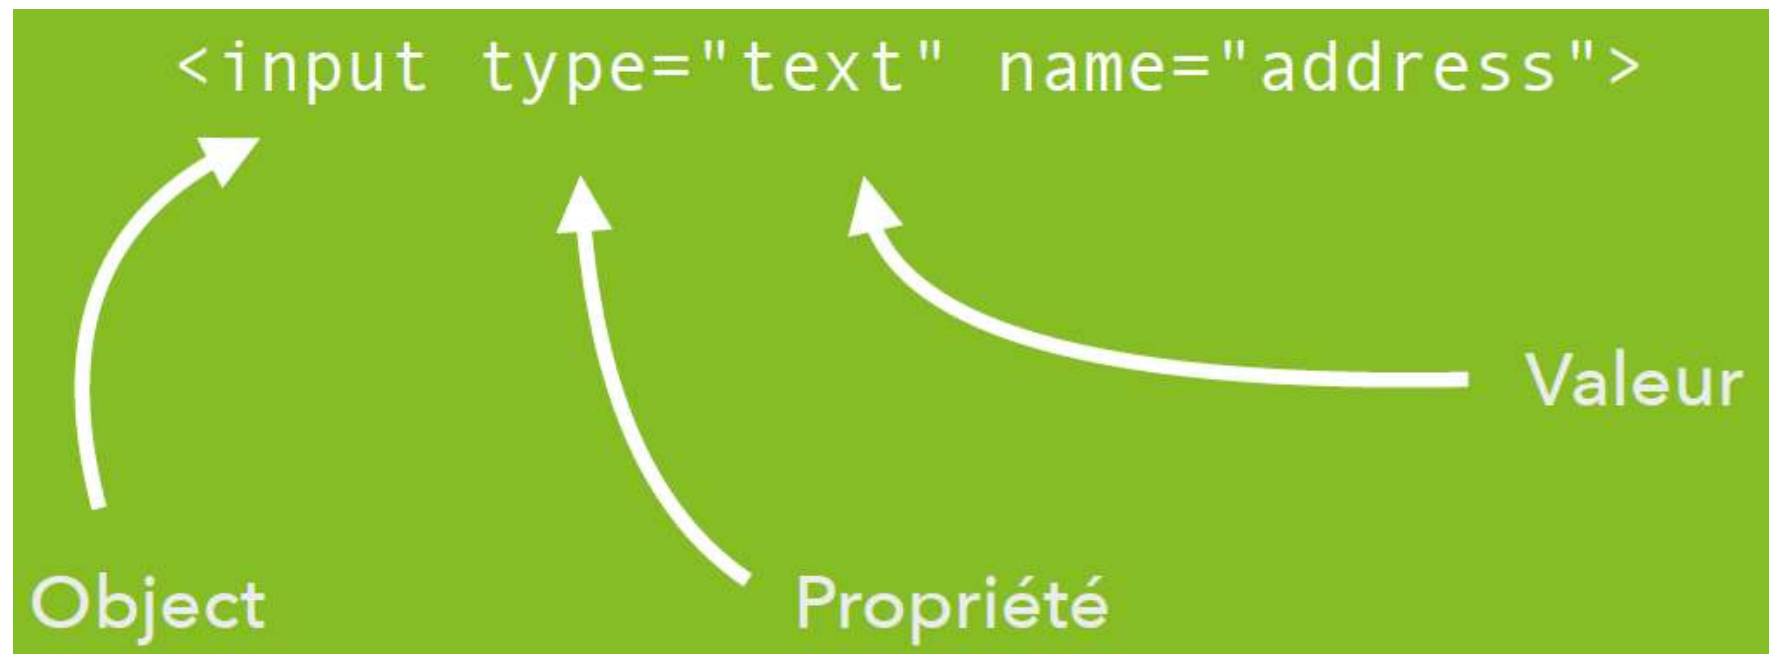 <input type="text" name="address">
Valeur
Object
Propriété